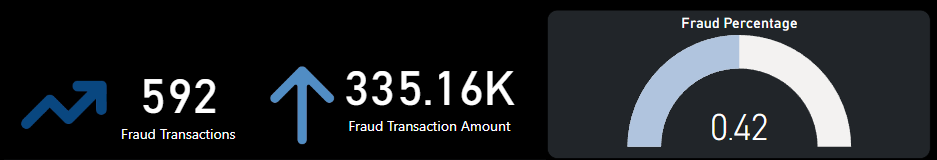 592
Fraud Transactions
335.16K
Fraud Transaction Amount
Fraud Percentage
0.42